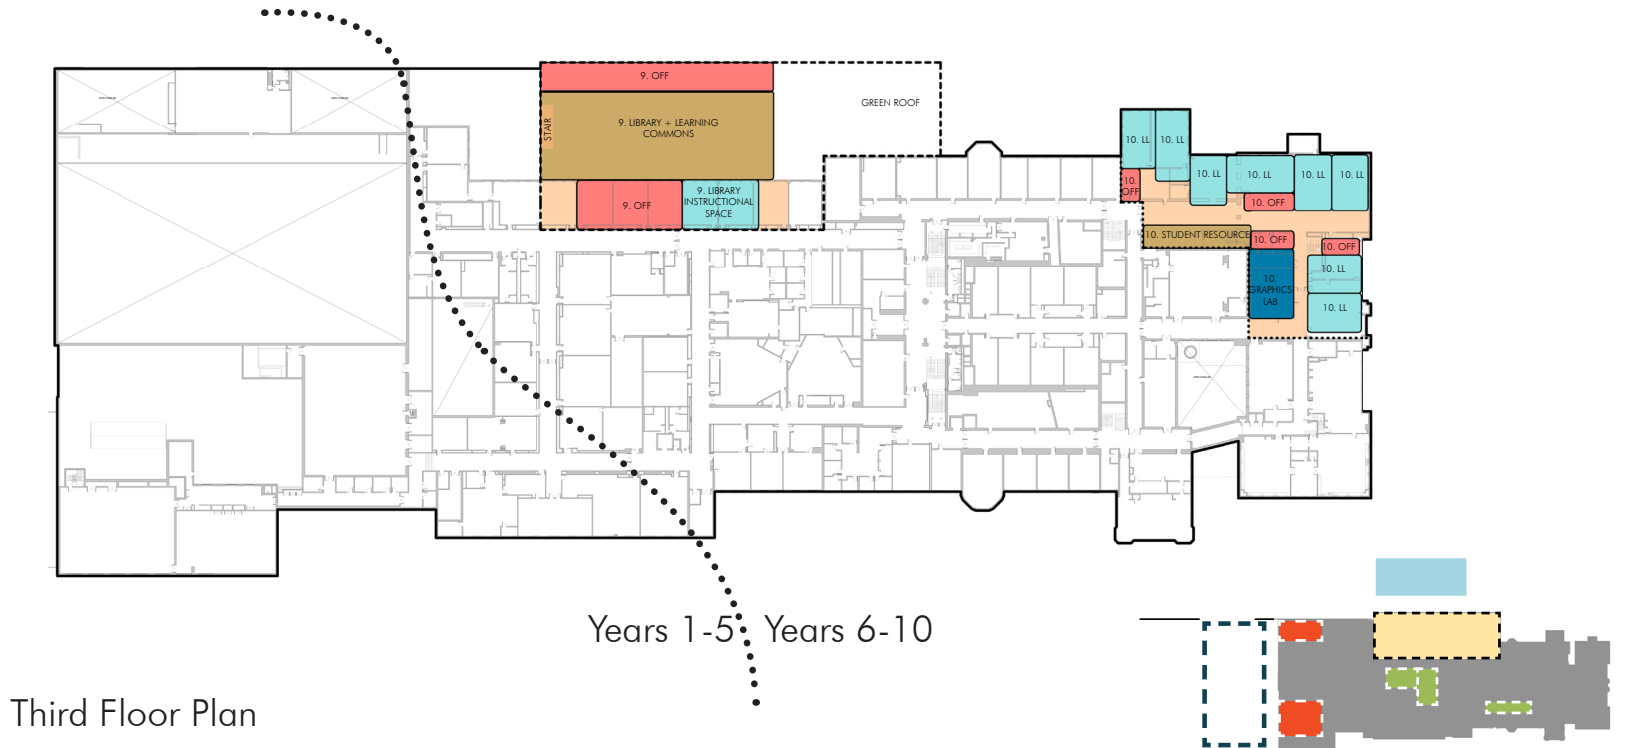 9. OFF
STAIR
9. LIBRARY + LEARNING
COMMONS
GREEN ROOF
9. OFF
9. LIBRARY
INSTRUCTIONAL
SPACE
10. LL
10. LL
10. LL
10. LL
10. LL
10. LL
10.
OFF
10. OFF
10. STUDENT RESOURCE
10. OFF
10. OFF
10. LL
10.
GRAPHICS
LAB
10. LL
Years 1-5
Years 6-10
Third Floor Plan